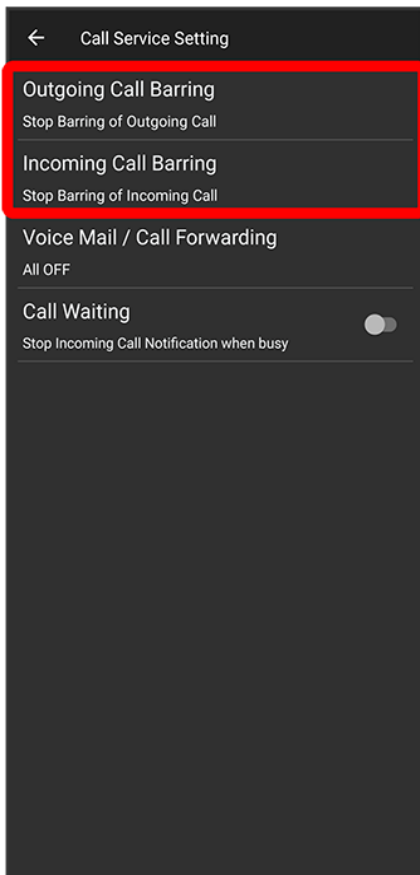 Call Service Setting
Outgoing Call Barring
Stop Barring of Outgoing Call
Incoming Call Barring
Stop Barring of Incoming Call
Voice Mail / Call Forwarding
All OFF
Call Waiting
Stop Incoming Call Notification when busy